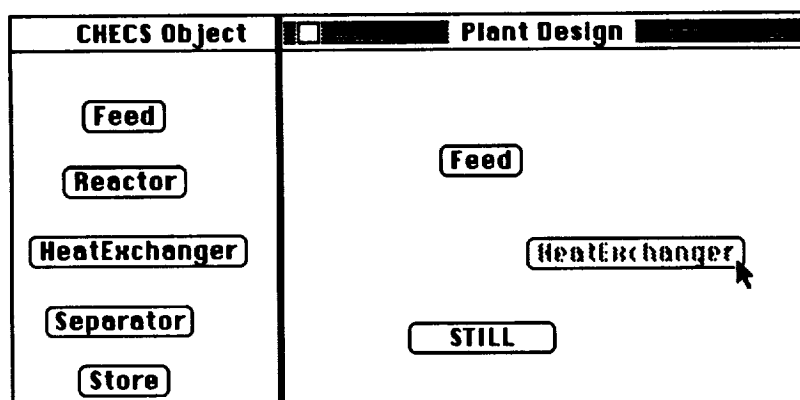 CHECS Object
Feed
Reactor
HeatExchanger
Separator
Store
Plant Design
Feed
HeatExchanger
STILL